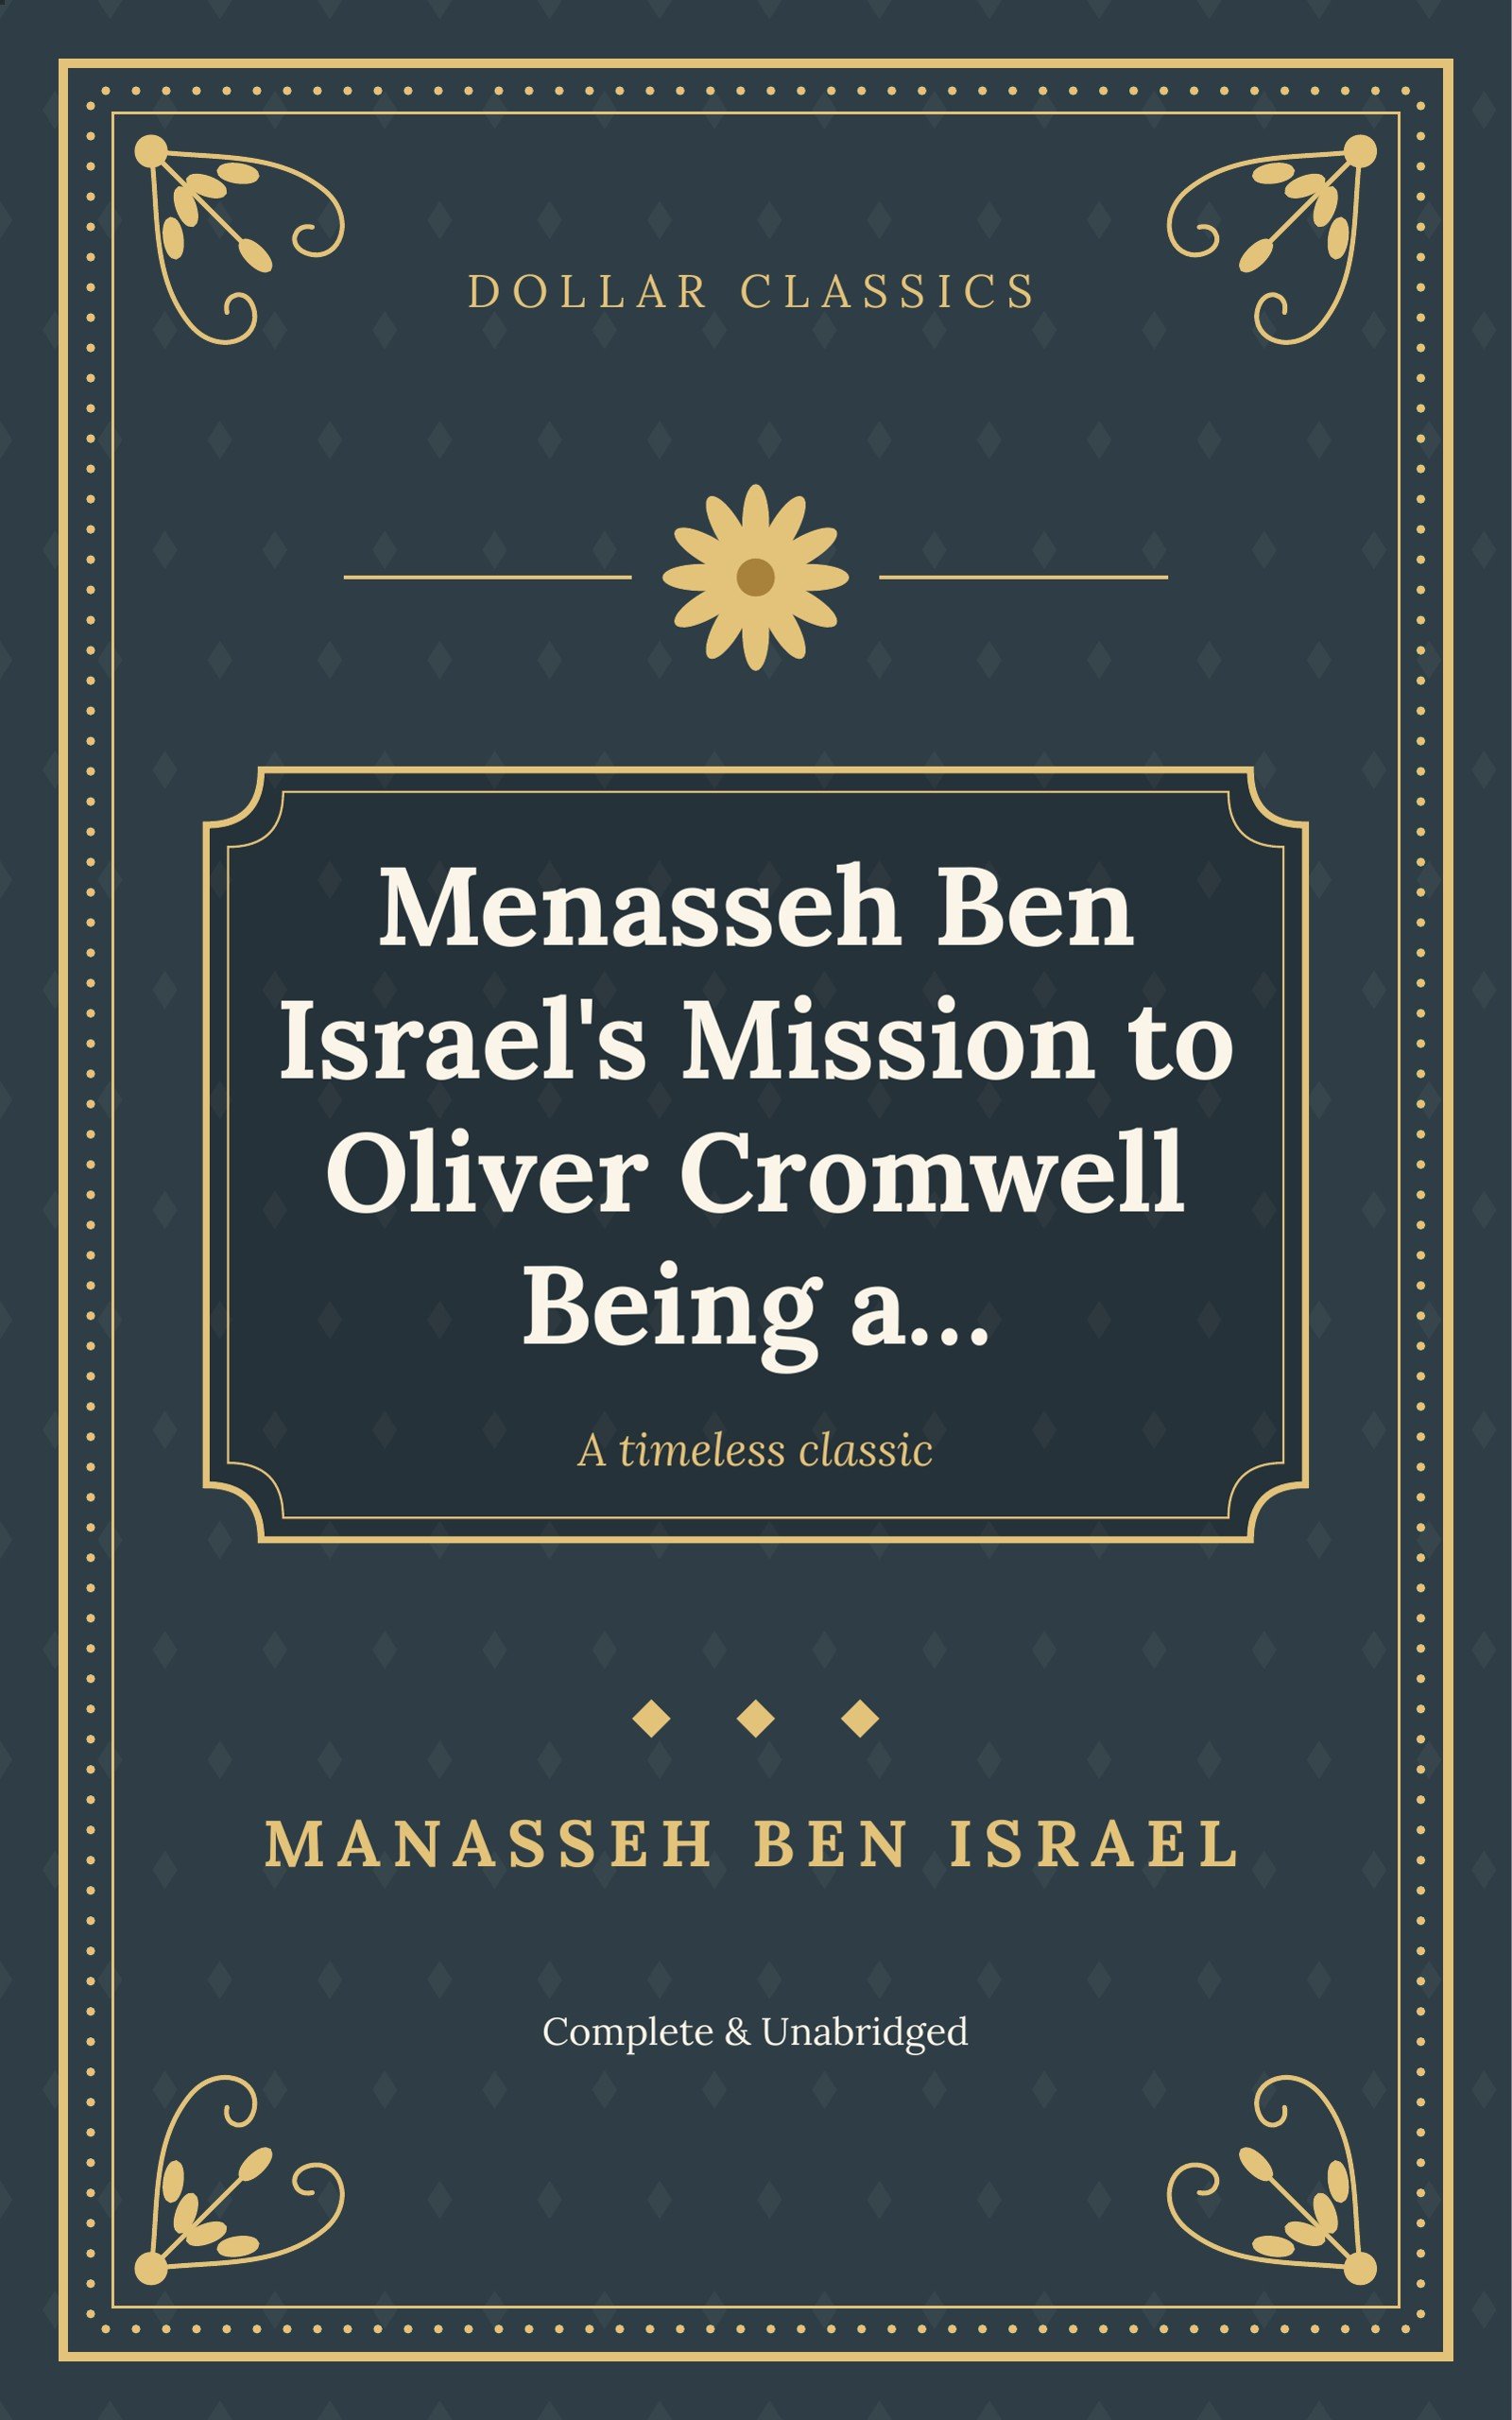 DOLLAR CLASSICS
Menasseh Ben
Israel's Mission to
Oliver Cromwell
Being a...
A timeless classic
MANASSEH BEN ISRAEL
Complete & Unabridged